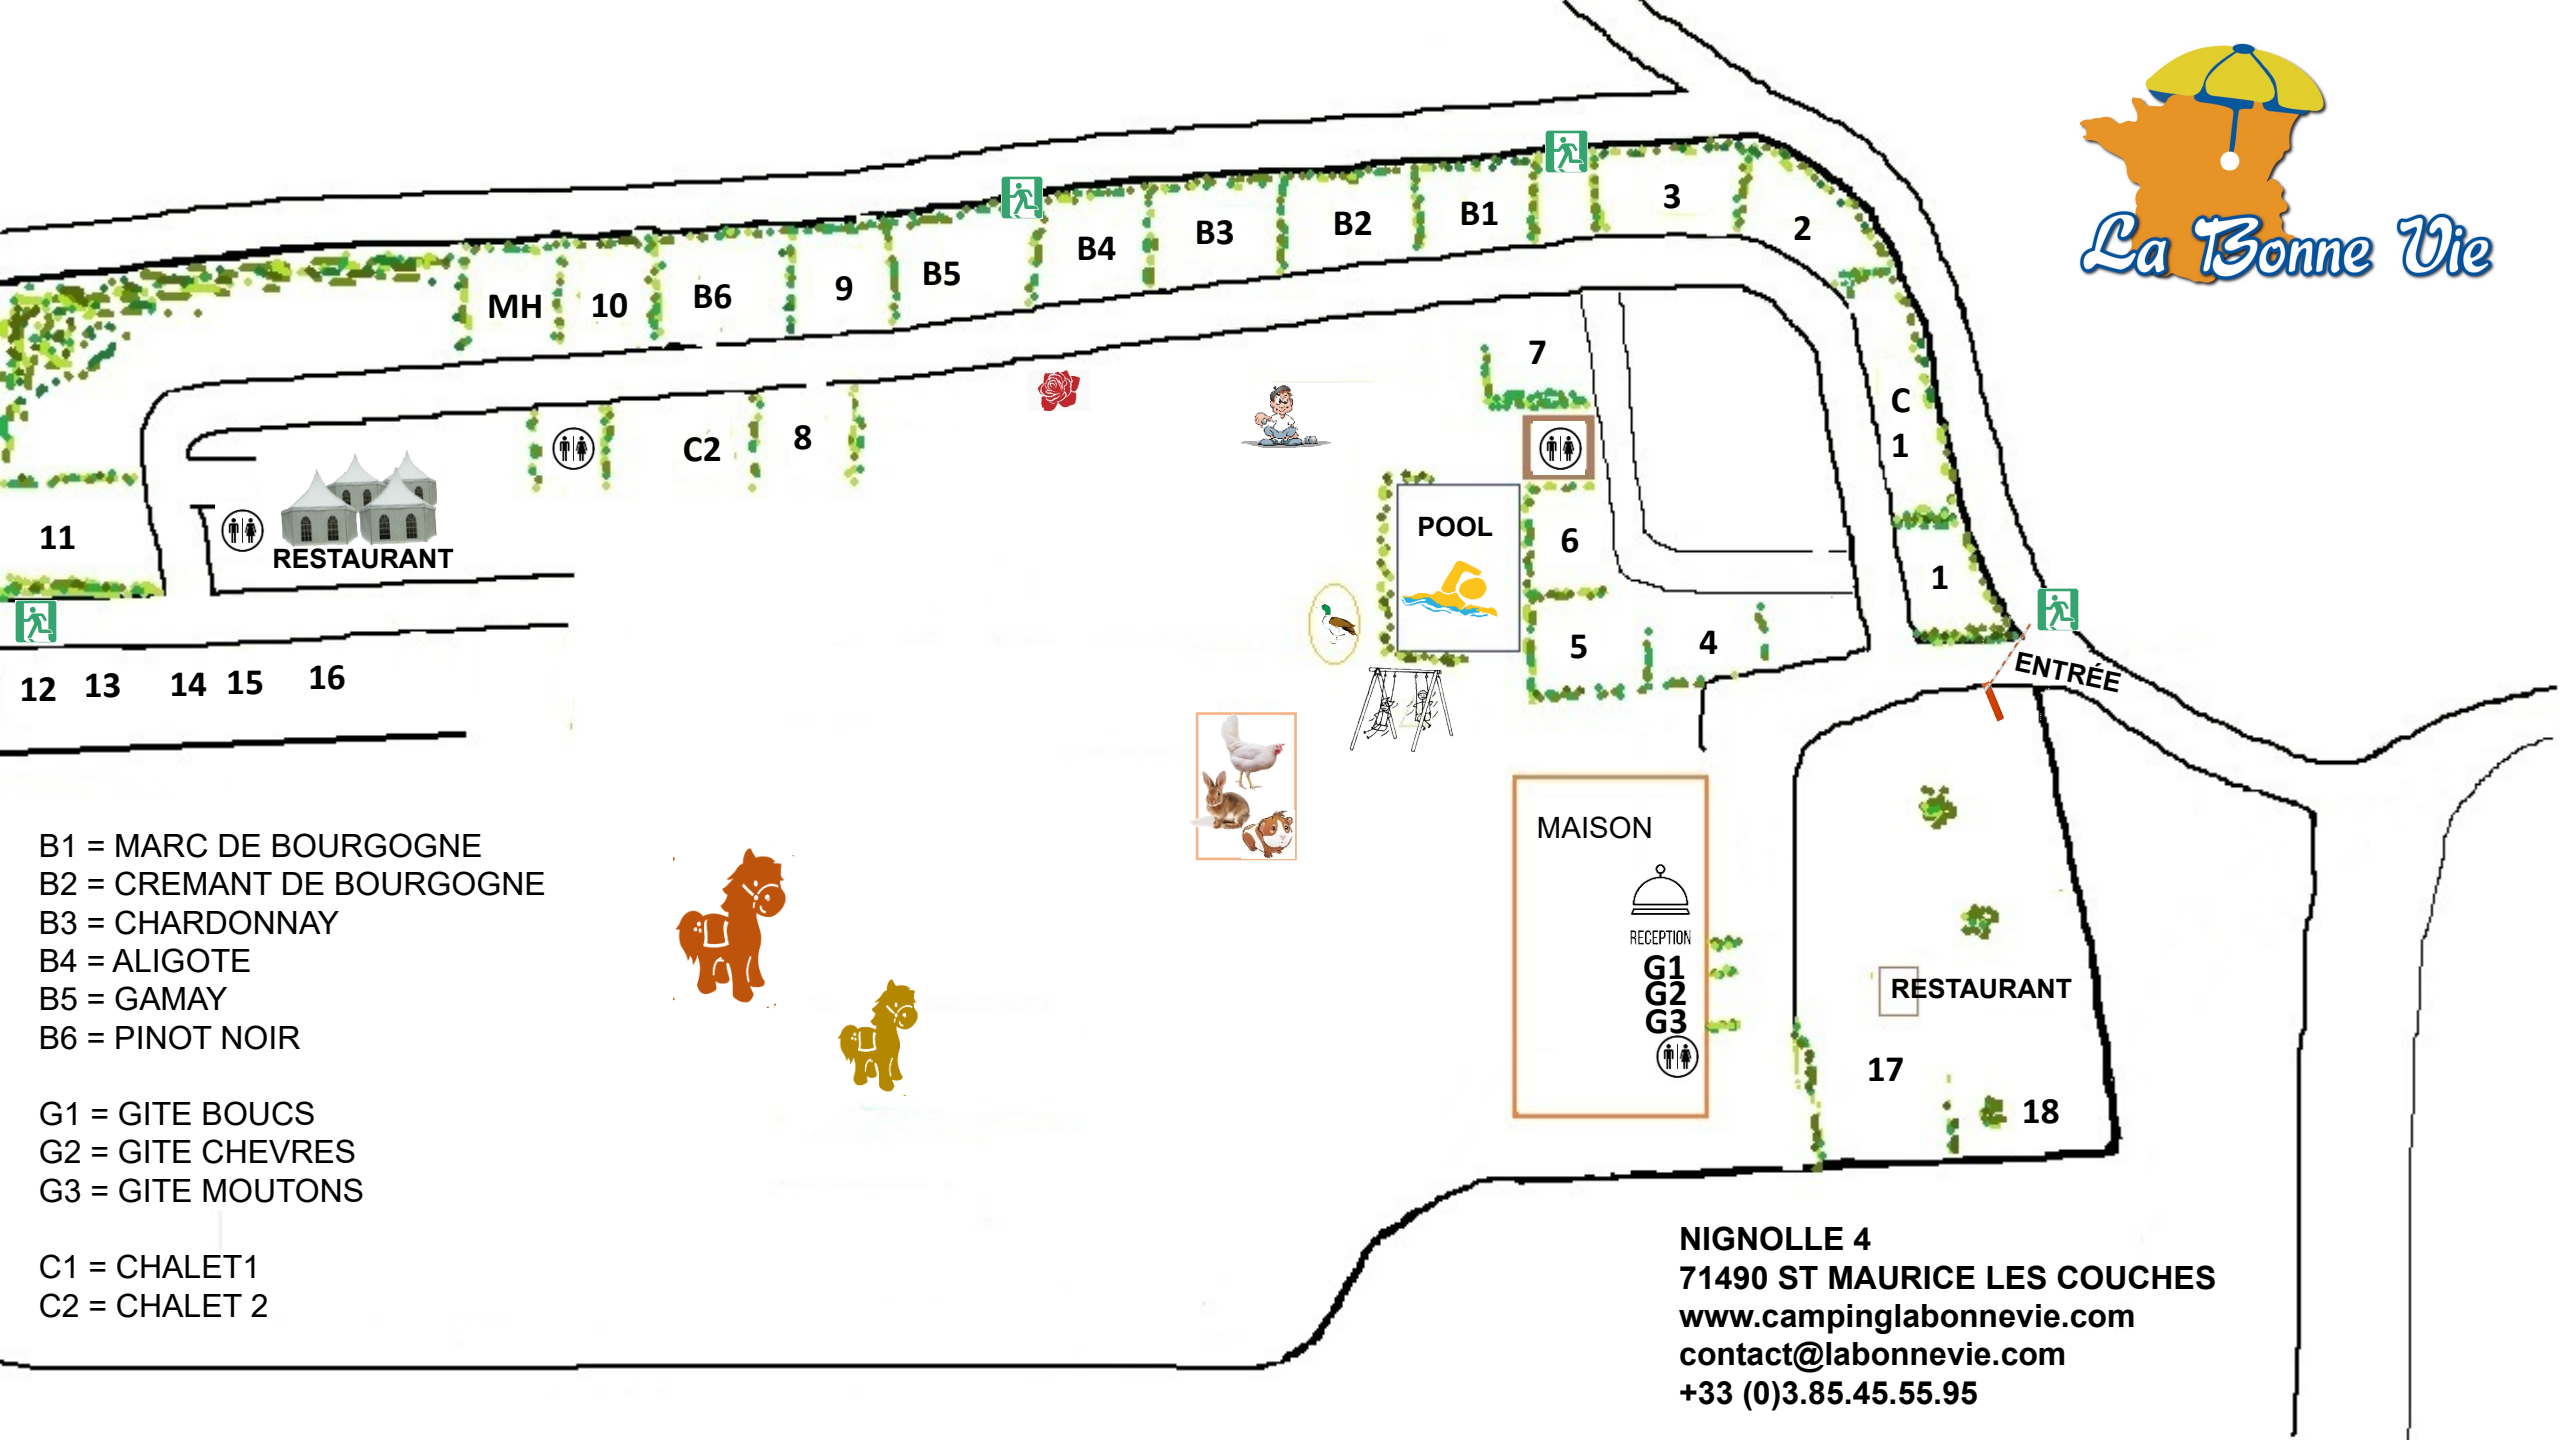 La Bonne Vie
3
2
B1
B2
B3
B4
B5
9
B6
10
MH
7
C
1
C2
8
POOL
6
11
RESTAURANT
1
5
4
ENTRÉE
12
13
14
15
16
MAISON
RECEPTION
G1
G2
G3
RESTAURANT
17
18
B1 = MARC DE BOURGOGNE
B2 = CREMANT DE BOURGOGNE
B3 = CHARDONNAY
B4 = ALIGOTE
B5 = GAMAY
B6 = PINOT NOIR
G1 = GITE BOUCS
G2 = GITE CHEVRES
G3 = GITE MOUTONS
C1 = CHALET1
C2 = CHALET 2
NIGNOLLE 4
71490 ST MAURICE LES COUCHES
www.campinglabonnevie.com
contact@labonnevie.com
+33 (0)3.85.45.55.95